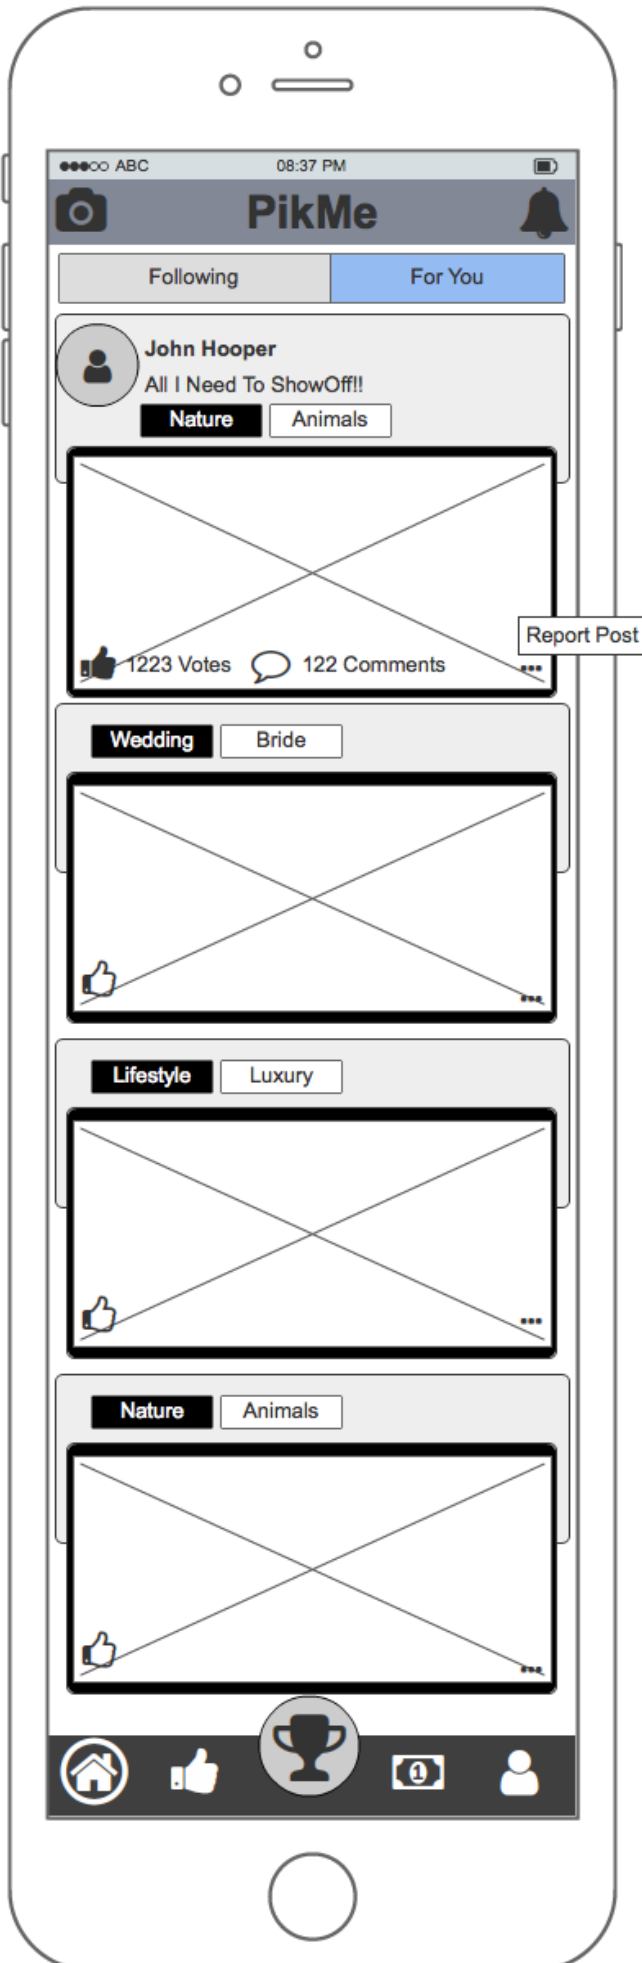 ABC 08:37 PM
PikMe
Following For You
John Hooper
All I Need To ShowOff!!
Nature Animals
Report Post
1223 Votes 122 Comments
Wedding Bride
Lifestyle Luxury
Nature Animals
1